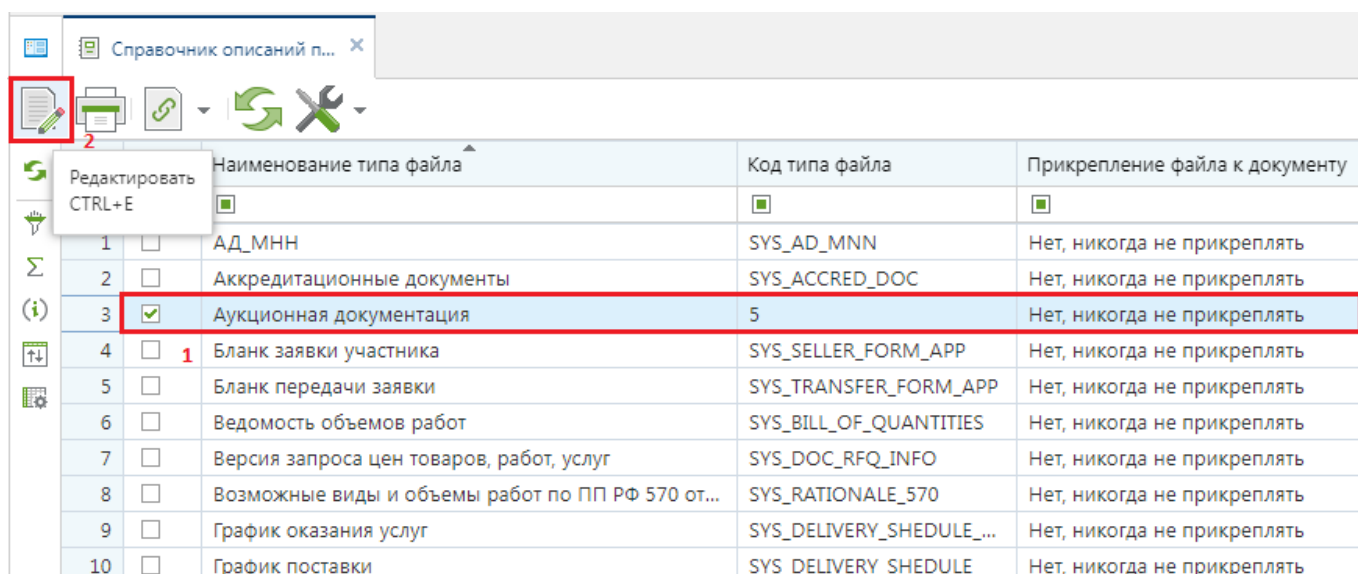 Справочник описаний п...
2
Наименование типа файла Код типа файла Прикрепление файла к документу
Редактировать
CTRL+E
1 АД_МНН SYS_AD_MNN Нет, никогда не прикреплять
2 Аккредитационные документы SYS_ACCRED_DOC Нет, никогда не прикреплять
3 Аукционная документация 5 Нет, никогда не прикреплять
4 1 Бланк заявки участника SYS_SELLER_FORM_APP Нет, никогда не прикреплять
5 Бланк передачи заявки SYS_TRANSFER_FORM_APP Нет, никогда не прикреплять
6 Ведомость объемов работ SYS_BILL_OF_QUANTITIES Нет, никогда не прикреплять
7 Версия запроса цен товаров, работ, услуг SYS_DOC_RFQ_INFO Нет, никогда не прикреплять
8 Возможные виды и объемы работ по ПП РФ 570 от... SYS_RATIONALE_570 Нет, никогда не прикреплять
9 График оказания услуг SYS_DELIVERY_SHEDULE_... Нет, никогда не прикреплять
10 График поставки SYS_DELIVERY_SHEDULE Нет, никогда не прикреплять